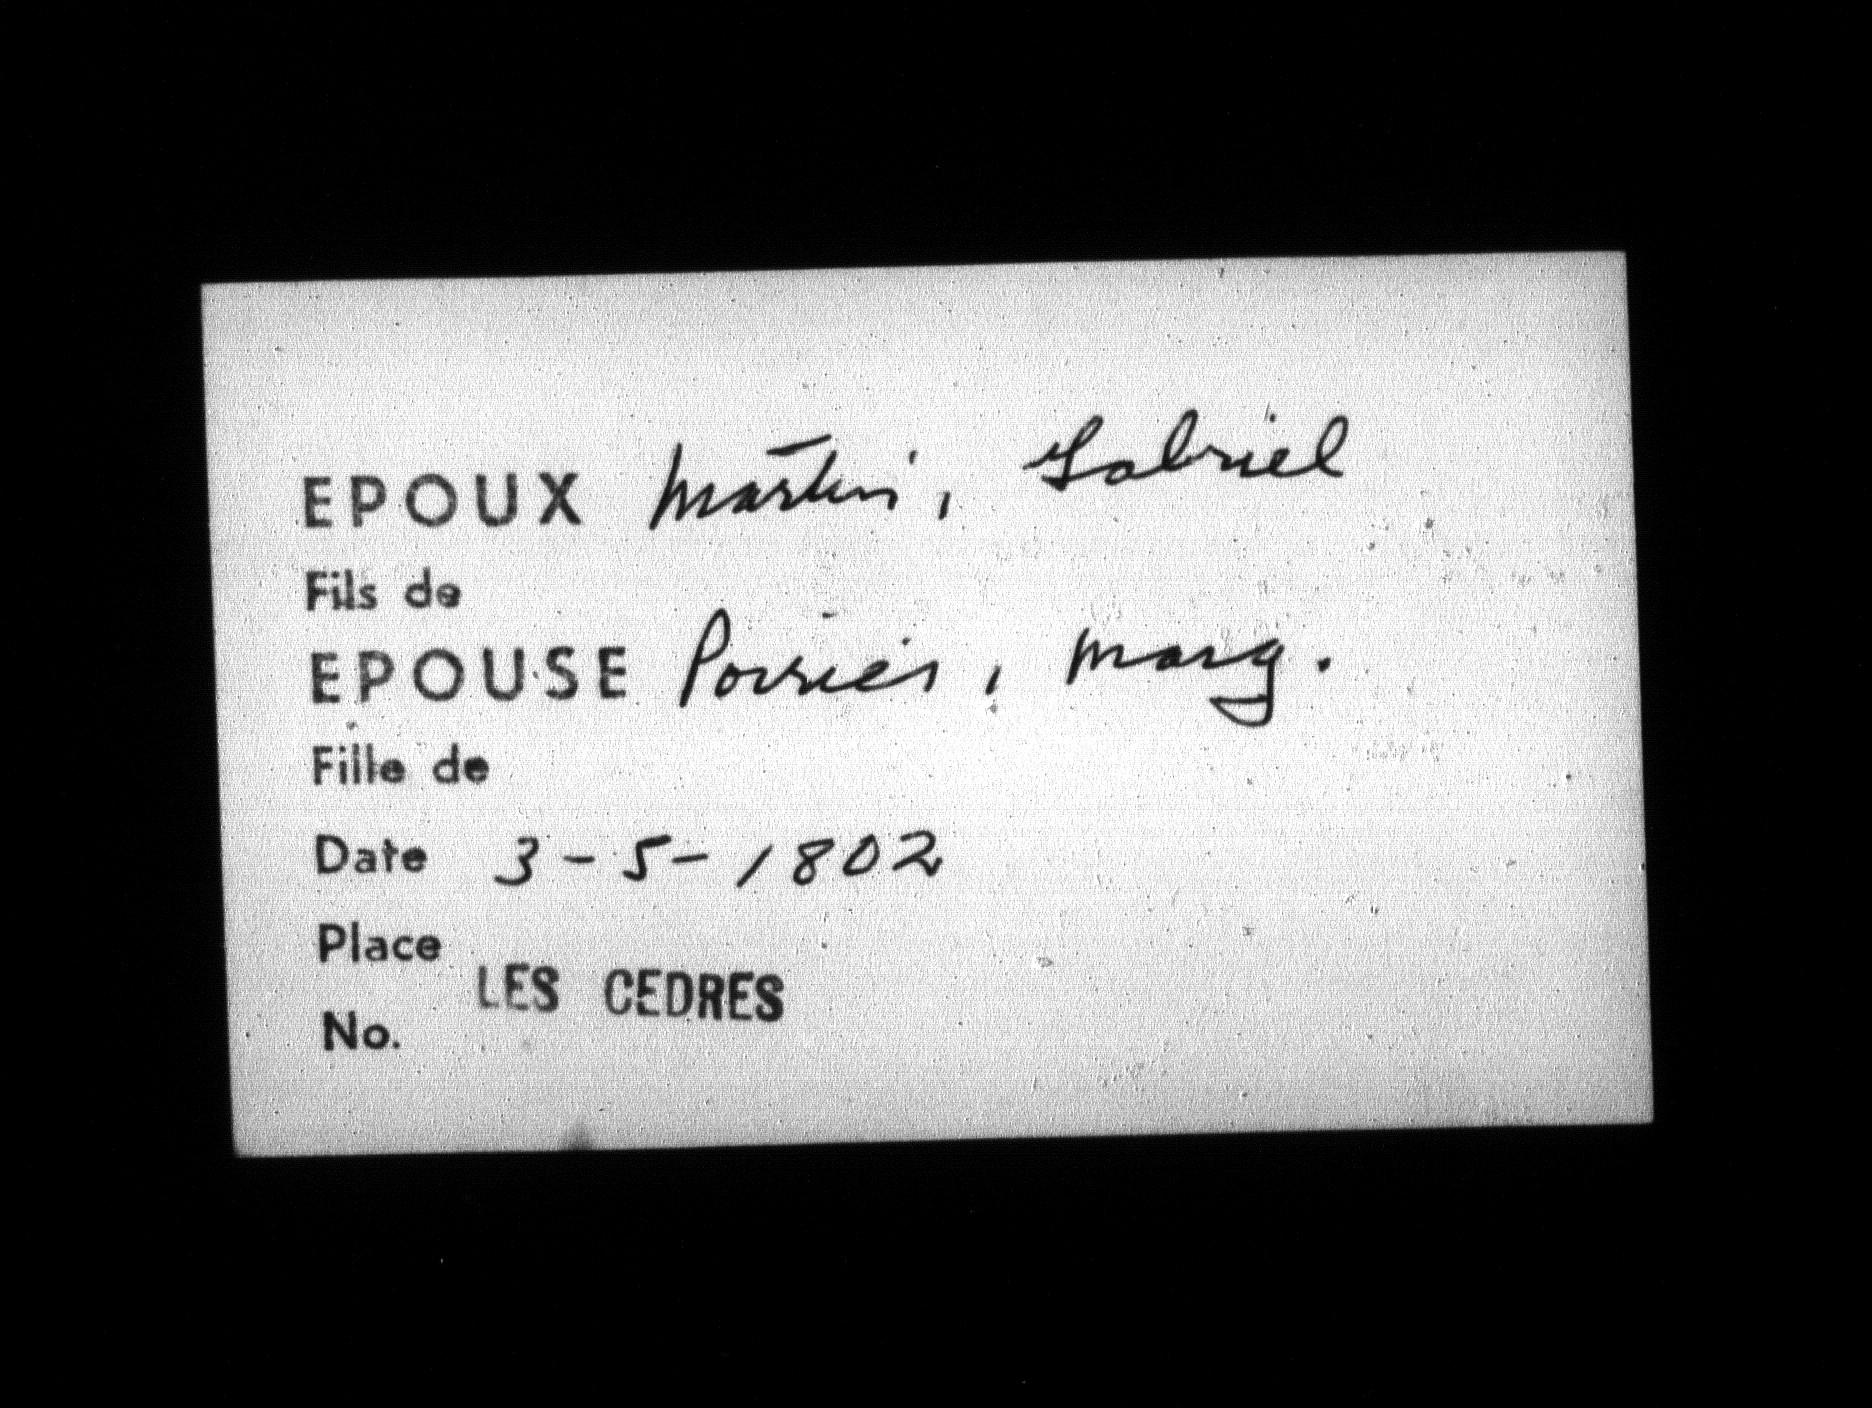 EPOUX Martin, Gabriel
Fils de
EPOUSE Poirier, Marg.
Fille de
Date 3-5-1802
Place
LES CEDRES
No.